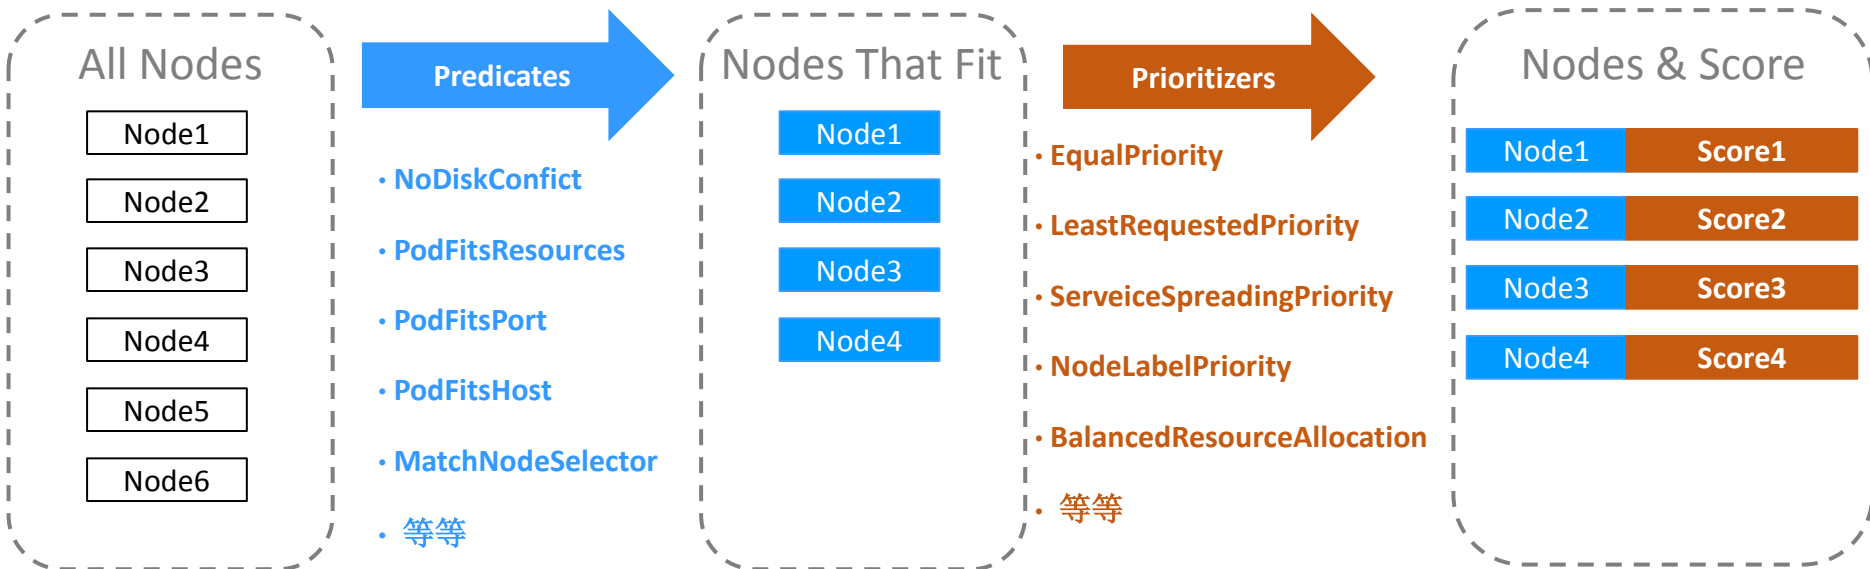 All Nodes
Node1
Node2
Node3
Node4
Node5
Node6
Predicates
· NoDiskConfict
· PodFitsResources
· PodFitsPort
· PodFitsHost
· MatchNodeSelector
· 等等
Nodes That Fit
Node1
Node2
Node3
Node4
Prioritizers
· EqualPriority
· LeastRequestedPriority
· ServeiceSpreadingPriority
· NodeLabelPriority
· BalancedResourceAllocation
· 等等
Nodes & Score
Node1 Score1
Node2 Score2
Node3 Score3
Node4 Score4